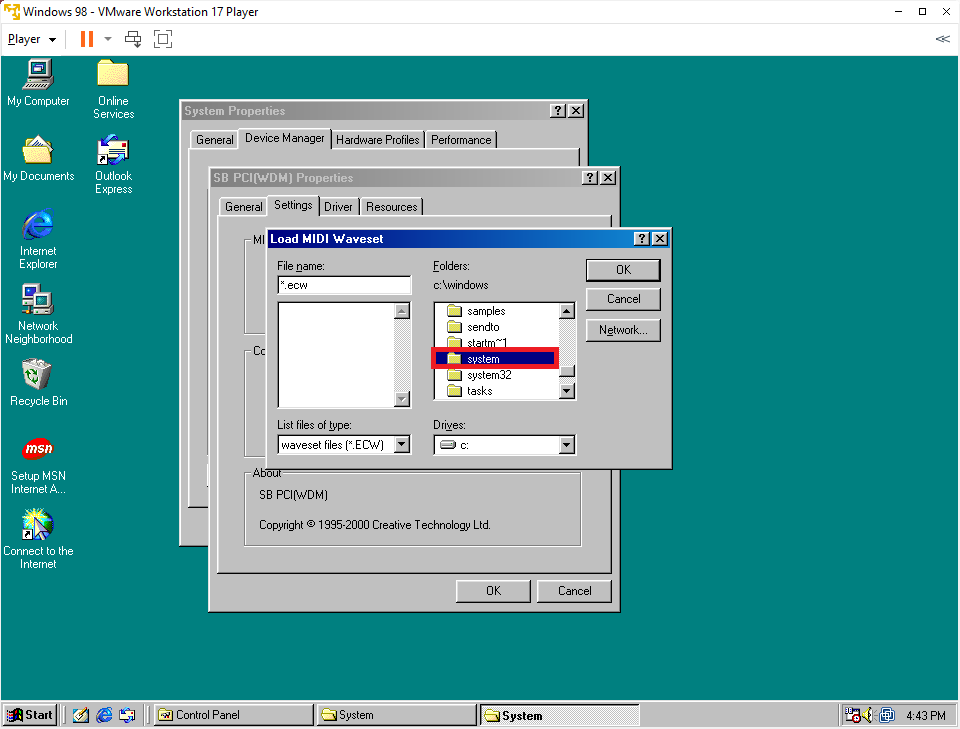 Windows 98 - VMware Workstation 17 Player
Player
My Computer
Online
Services
My Documents
Outlook
Express
Internet
Explorer
Network
Neighborhood
Recycle Bin
msn
Setup MSN
Internet A...
Connect to the
Internet
System Properties
General Device Manager Hardware Profiles Performance
SB PCI(WDM) Properties
General Settings Driver Resources
MI
Co
Load MIDI Waveset
File name:
*.ecw
List files of type:
waveset files (*.ECW)
Folders:
c:\windows
samples
sendto
startm~1
system
system32
tasks
Drives:
c:
OK
Cancel
Network...
About
SB PCI(WDM)
Copyright © 1995-2000 Creative Technology Ltd.
OK Cancel
Start Control Panel System System 4:43 PM